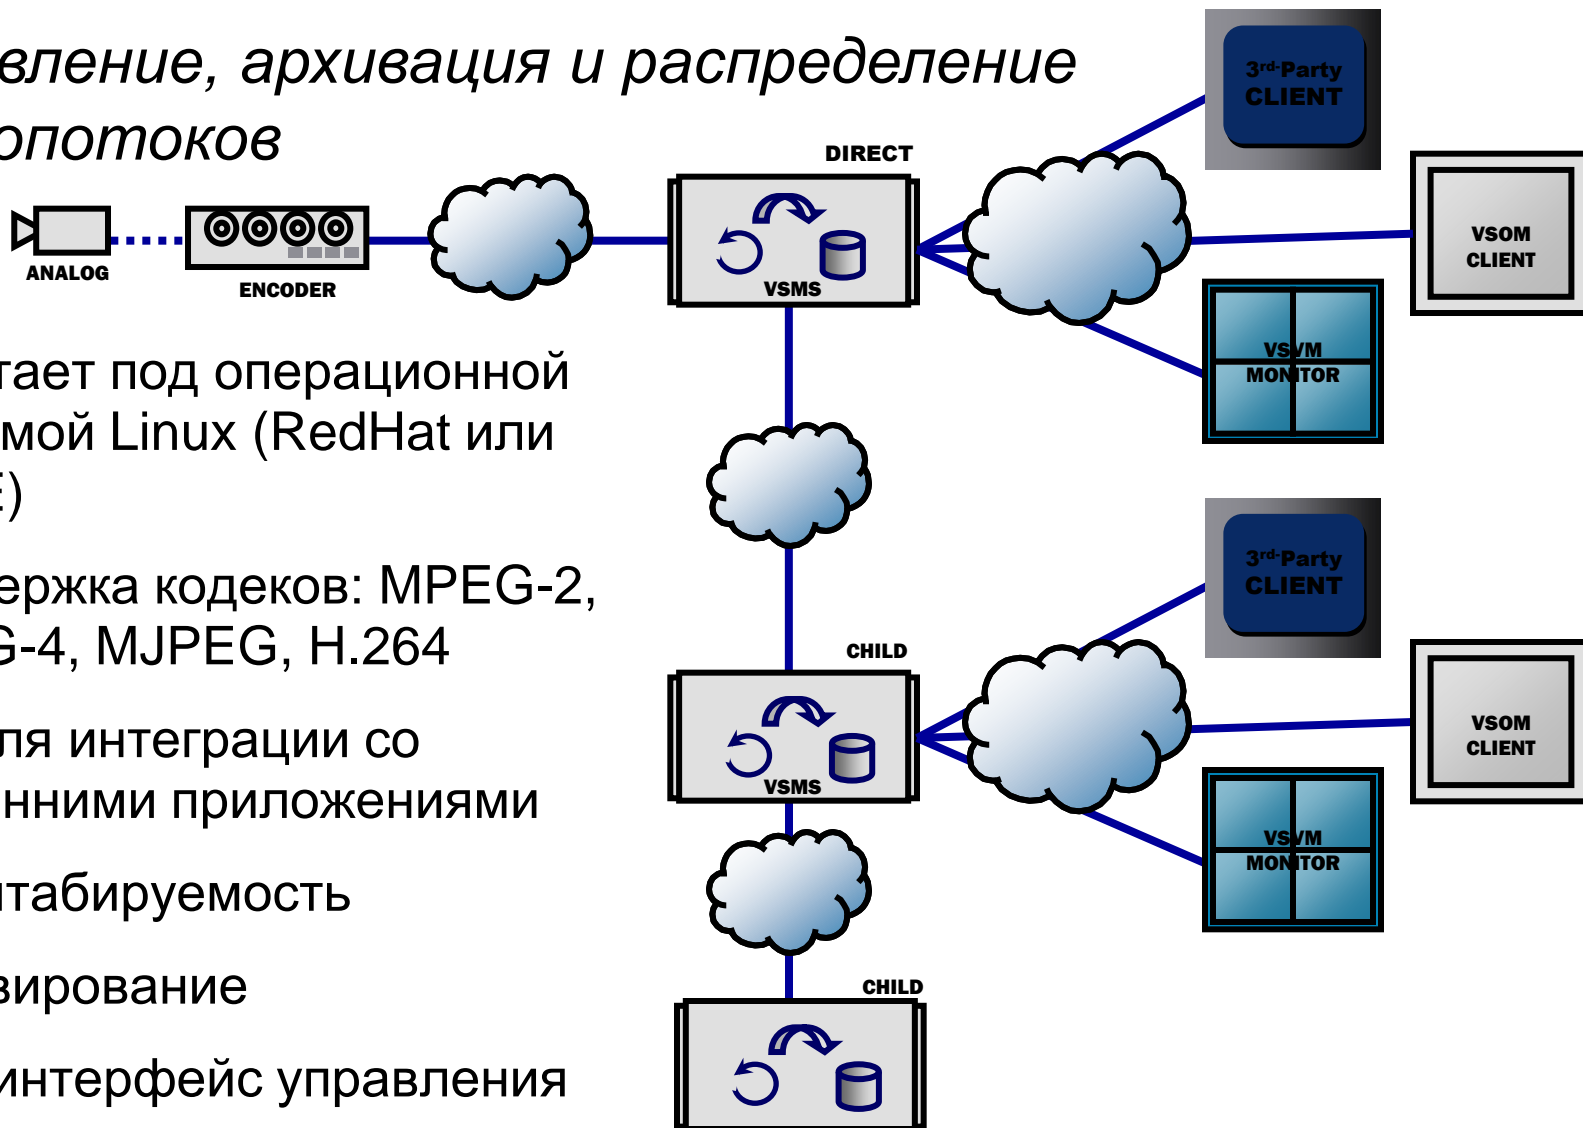 вление, архивация и распределение
опотоков
ANALOG
ENCODER
DIRECT
VSMS
3rd-Party
CLIENT
VSOM
CLIENT
VSVM
MONITOR
тает под операционной
мой Linux (RedHat или
E)
ержка кодеков: MPEG-2,
G-4, MJPEG, H.264
ля интеграции со
нними приложениями
табируемость
зирование
интерфейс управления
CHILD
VSMS
3rd-Party
CLIENT
VSOM
CLIENT
VSVM
MONITOR
CHILD